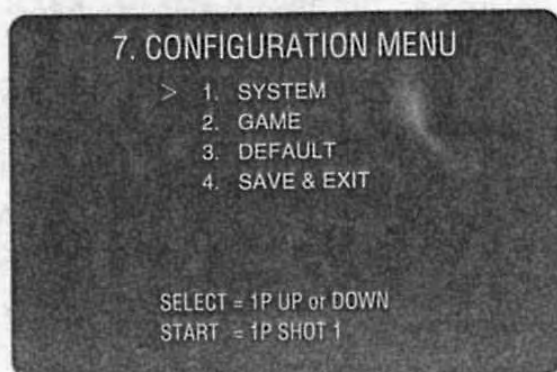 7. CONFIGURATION MENU
> 1. SYSTEM
2. GAME
3. DEFAULT
4. SAVE & EXIT
SELECT = 1P UP or DOWN
START = 1P SHOT 1